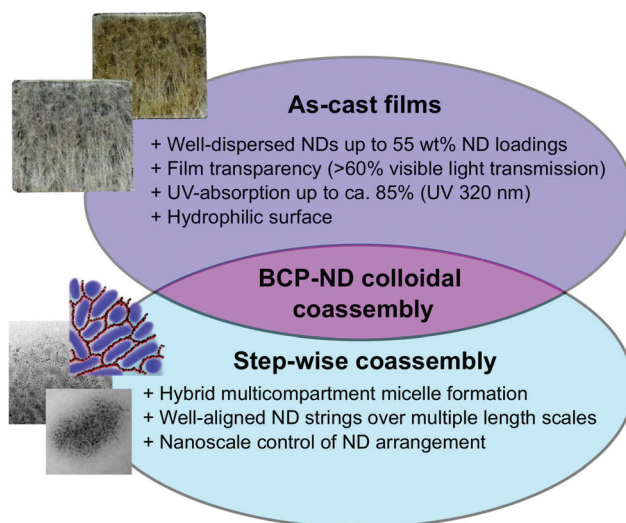 As-cast films
+ Well-dispersed NDs up to 55 wt% ND loadings
+ Film transparency (>60% visible light transmission)
+ UV-absorption up to ca. 85% (UV 320 nm)
+ Hydrophilic surface
BCP-ND colloidal
coassembly
Step-wise coassembly
+ Hybrid multicompartment micelle formation
+ Well-aligned ND strings over multiple length scales
+ Nanoscale control of ND arrangement